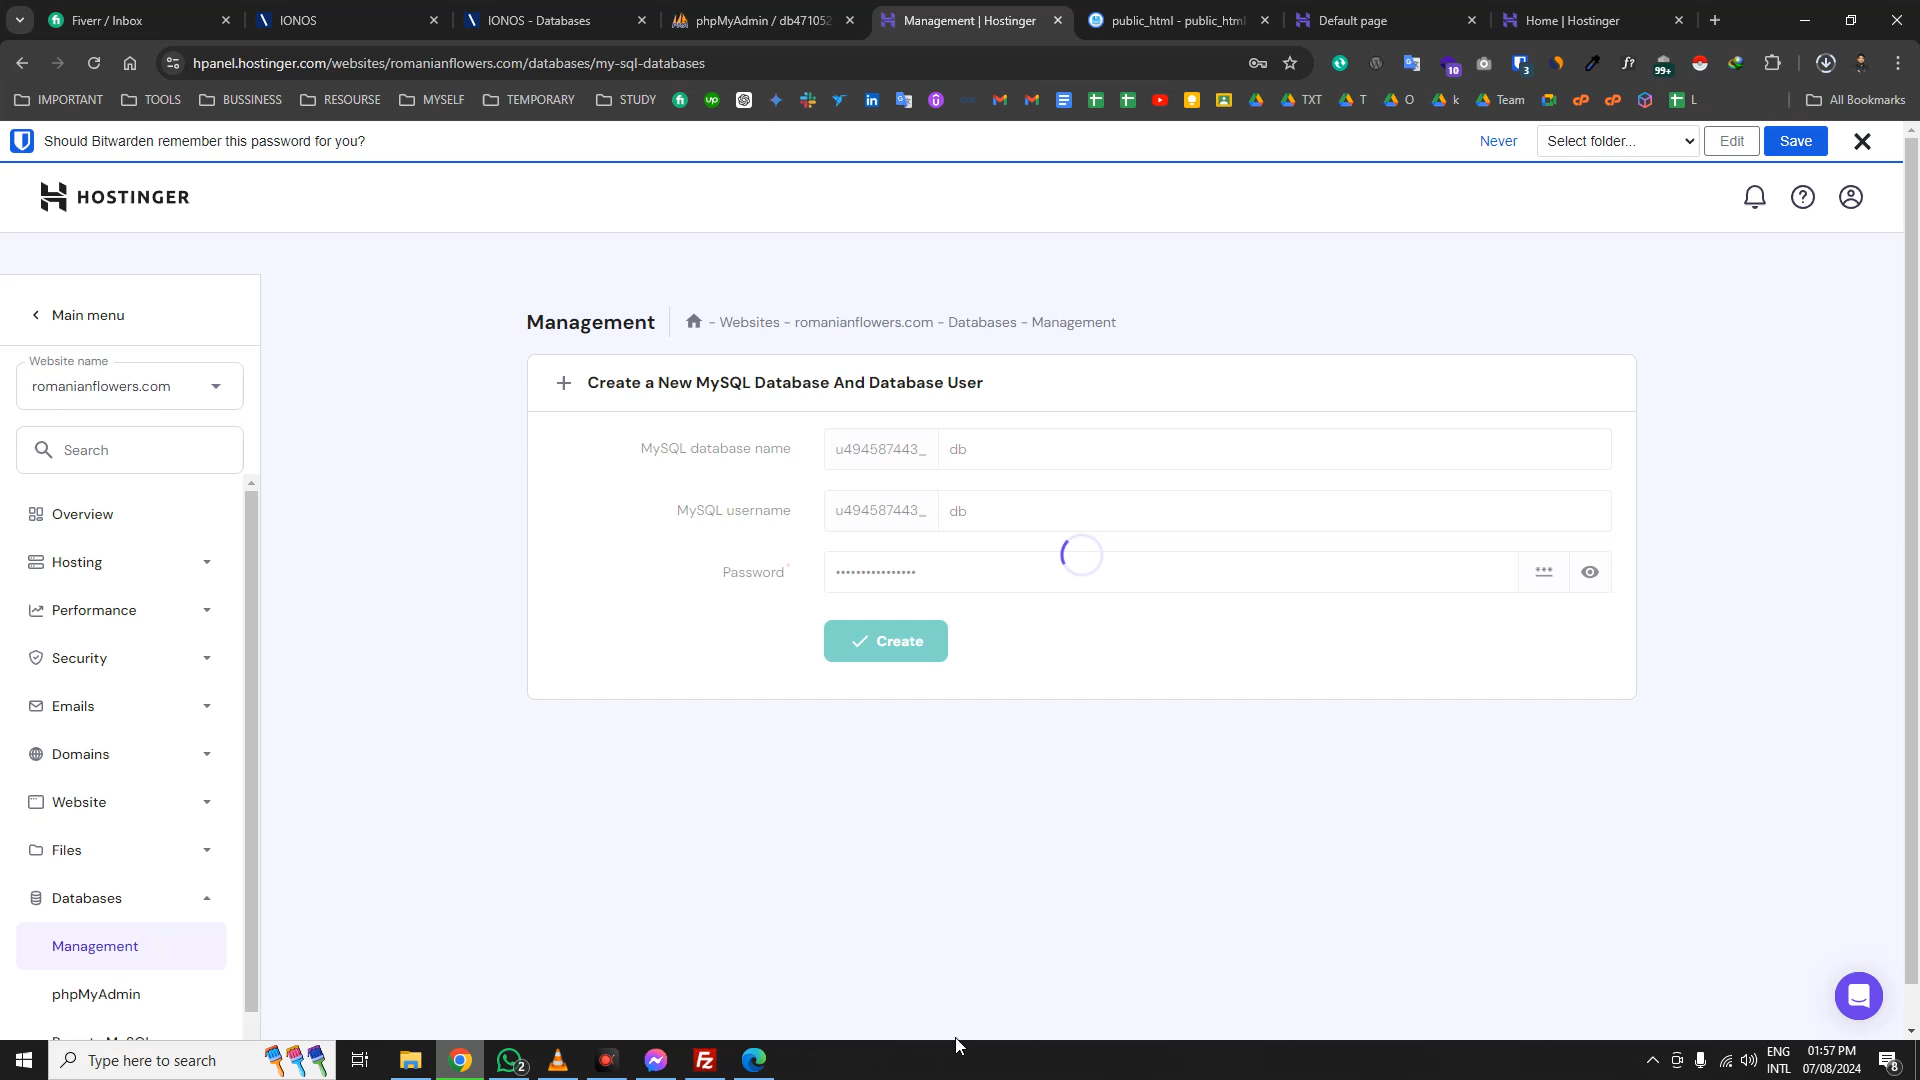 Fiverr / Inbox
IONOS
IONOS - Databases
phpMyAdmin / db471052
Management | Hostinger
public_html - public_html
Default page
Home | Hostinger
hpanel.hostinger.com/websites/romanianflowers.com/databases/my-sql-databases
10
3
f?
99+
IMPORTANT
TOOLS
BUSSINESS
RESOURSE
MYSELF
TEMPORARY
STUDY
TXT
T
O
k
Team
L
All Bookmarks
Should Bitwarden remember this password for you?
Never
Select folder...
Edit
Save
HOSTINGER
Main menu
Website name
romanianflowers.com
Search
Overview
Hosting
Performance
Security
Emails
Domains
Website
Files
Databases
Management
phpMyAdmin
Management
- Websites - romanianflowers.com - Databases - Management
Create a New MySQL Database And Database User
MySQL database name
u494587443_
db
MySQL username
u494587443_
db
Password*
Create
Type here to search
2
ENG
INTL
01:57 PM
07/08/2024
8